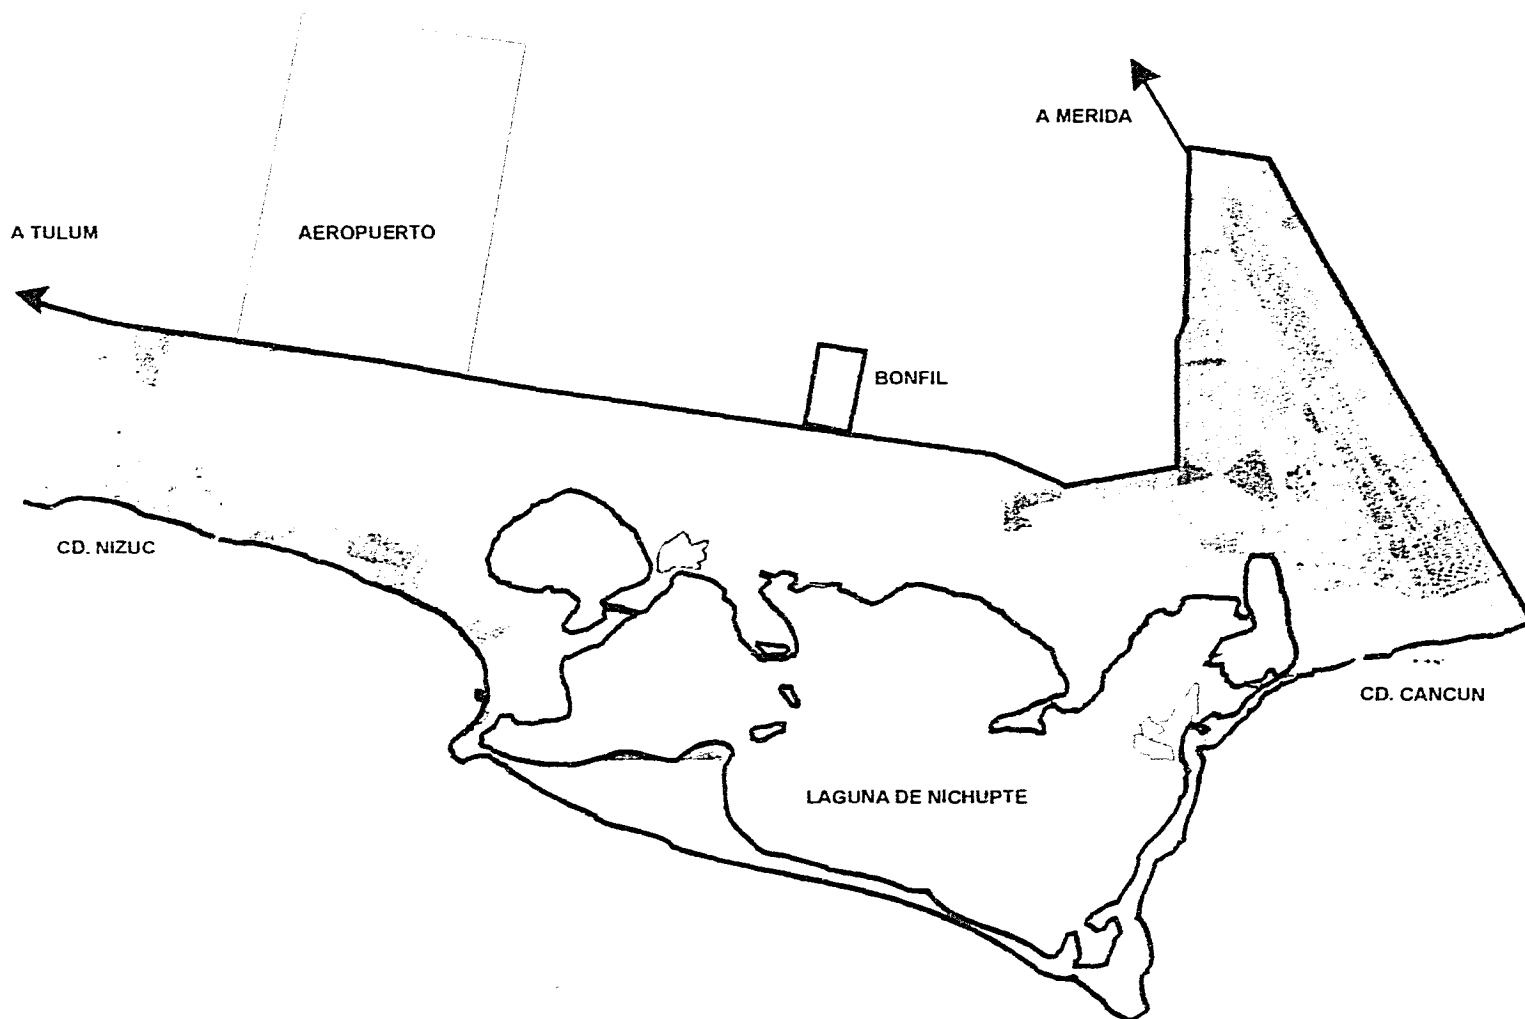 A MERIDA
A TULUM
AEROPUERTO
BONFIL
CD. NIZUC
CD. CANCUN
LAGUNA DE NICHUPTE